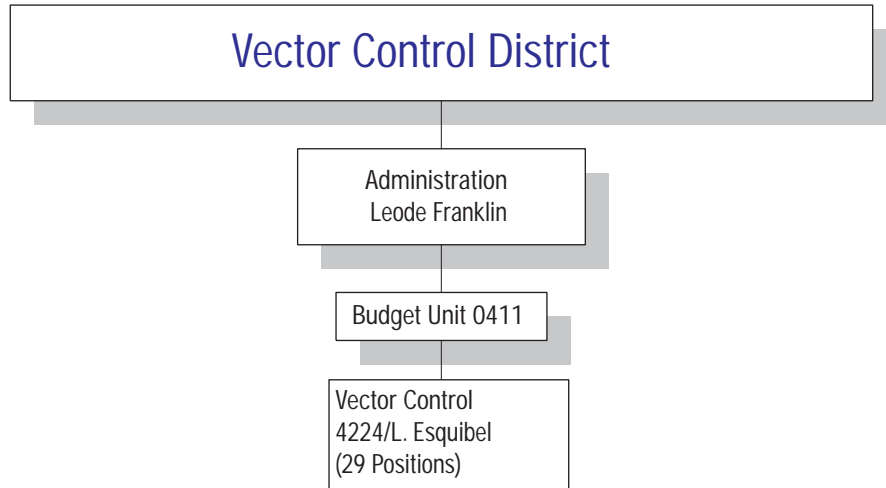 Vector Control District
Administration
Leode Franklin
Budget Unit 0411
Vector Control
4224/L. Esquibel
(29 Positions)